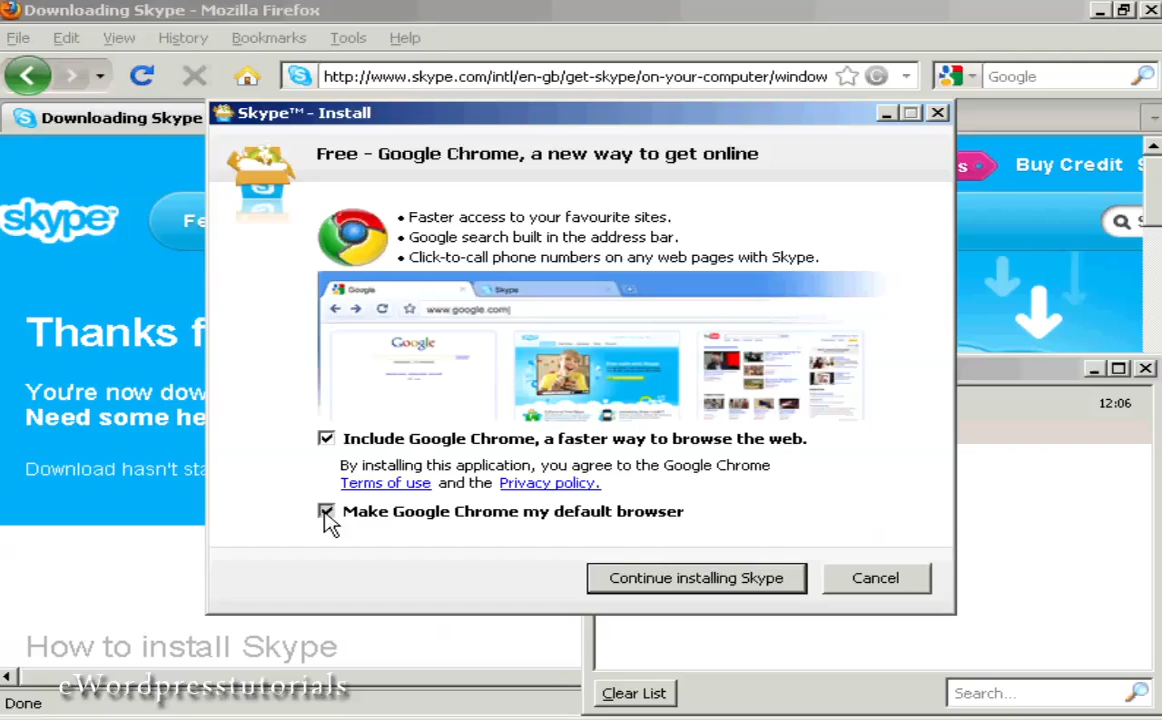 Downloading Skype - Mozilla Firefox
File Edit View History Bookmarks Tools Help
http://www.skype.com/intl/en-gb/get-skype/on-your-computer/window
Google
Downloading Skype
Skype™ - Install
Free - Google Chrome, a new way to get online
s
Buy Credit S
skype
Fe
S
• Faster access to your favourite sites.
• Google search built in the address bar.
• Click-to-call phone numbers on any web pages with Skype.
Google
Skype
www.google.com
Google
Thanks f
You're now dow
Need some he
Download hasn't sta
12:06
Include Google Chrome, a faster way to browse the web.
By installing this application, you agree to the Google Chrome
Terms of use and the Privacy policy.
Make Google Chrome my default browser
Continue installing Skype
Cancel
How to install Skype
eWordpresstutorials
Done
Clear List
Search...